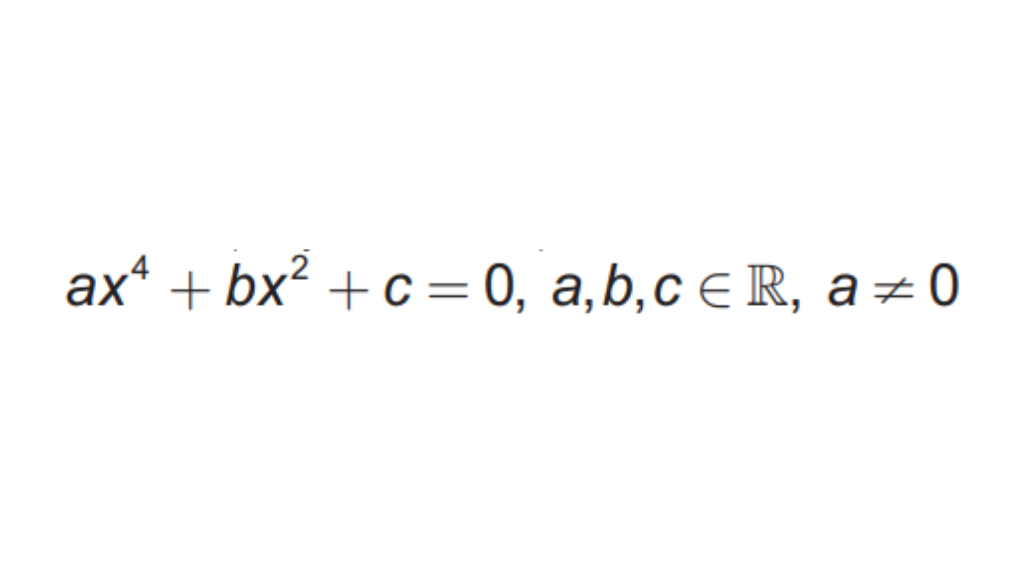 ax⁴ + bx² + c = 0, a,b,c ∈ ℝ, a ≠ 0